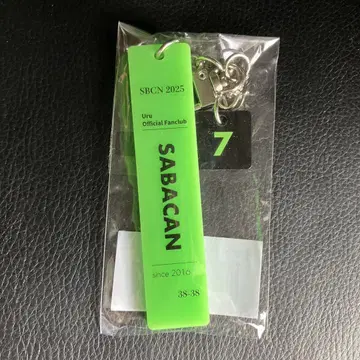 SBCN 2025
Uru
Official Fanclub
SABACAN
since 2016
38-38
7